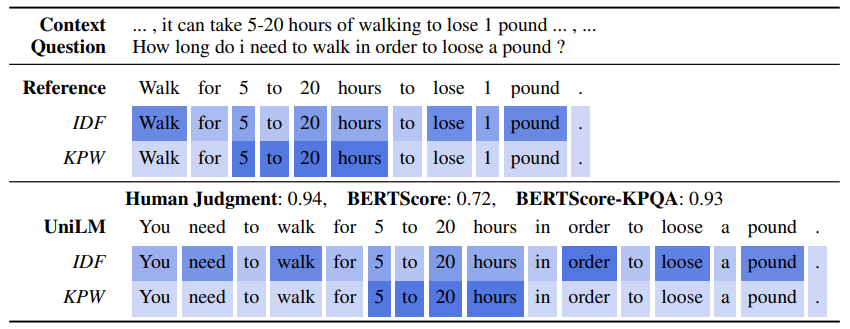 Context ... , it can take 5-20 hours of walking to lose 1 pound ... , ...
Question How long do i need to walk in order to loose a pound ?
Reference Walk for 5 to 20 hours to lose 1 pound .
IDF Walk for 5 to 20 hours to lose 1 pound .
KPW Walk for 5 to 20 hours to lose 1 pound .
Human Judgment: 0.94, BERTScore: 0.72, BERTScore-KPQA: 0.93
UniLM You need to walk for 5 to 20 hours in order to loose a pound .
IDF You need to walk for 5 to 20 hours in order to loose a pound .
KPW You need to walk for 5 to 20 hours in order to loose a pound .